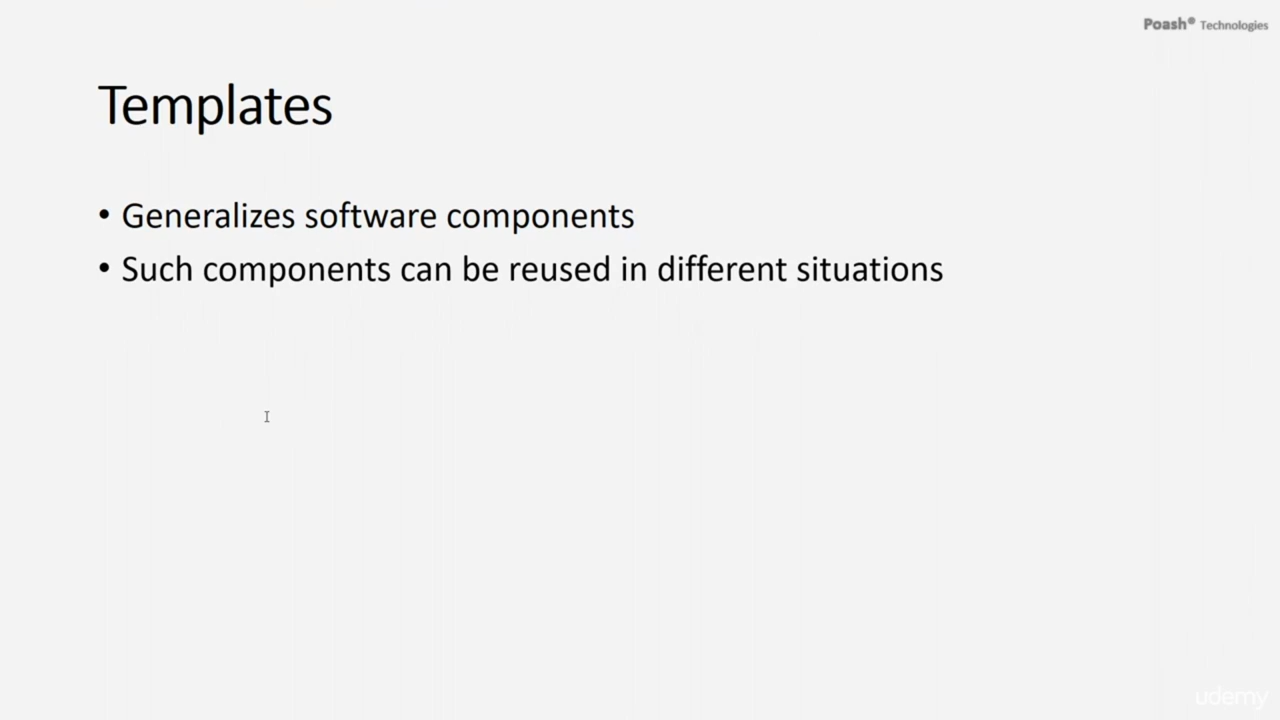 Poash® Technologies
Templates
• Generalizes software components
• Such components can be reused in different situations
udemy